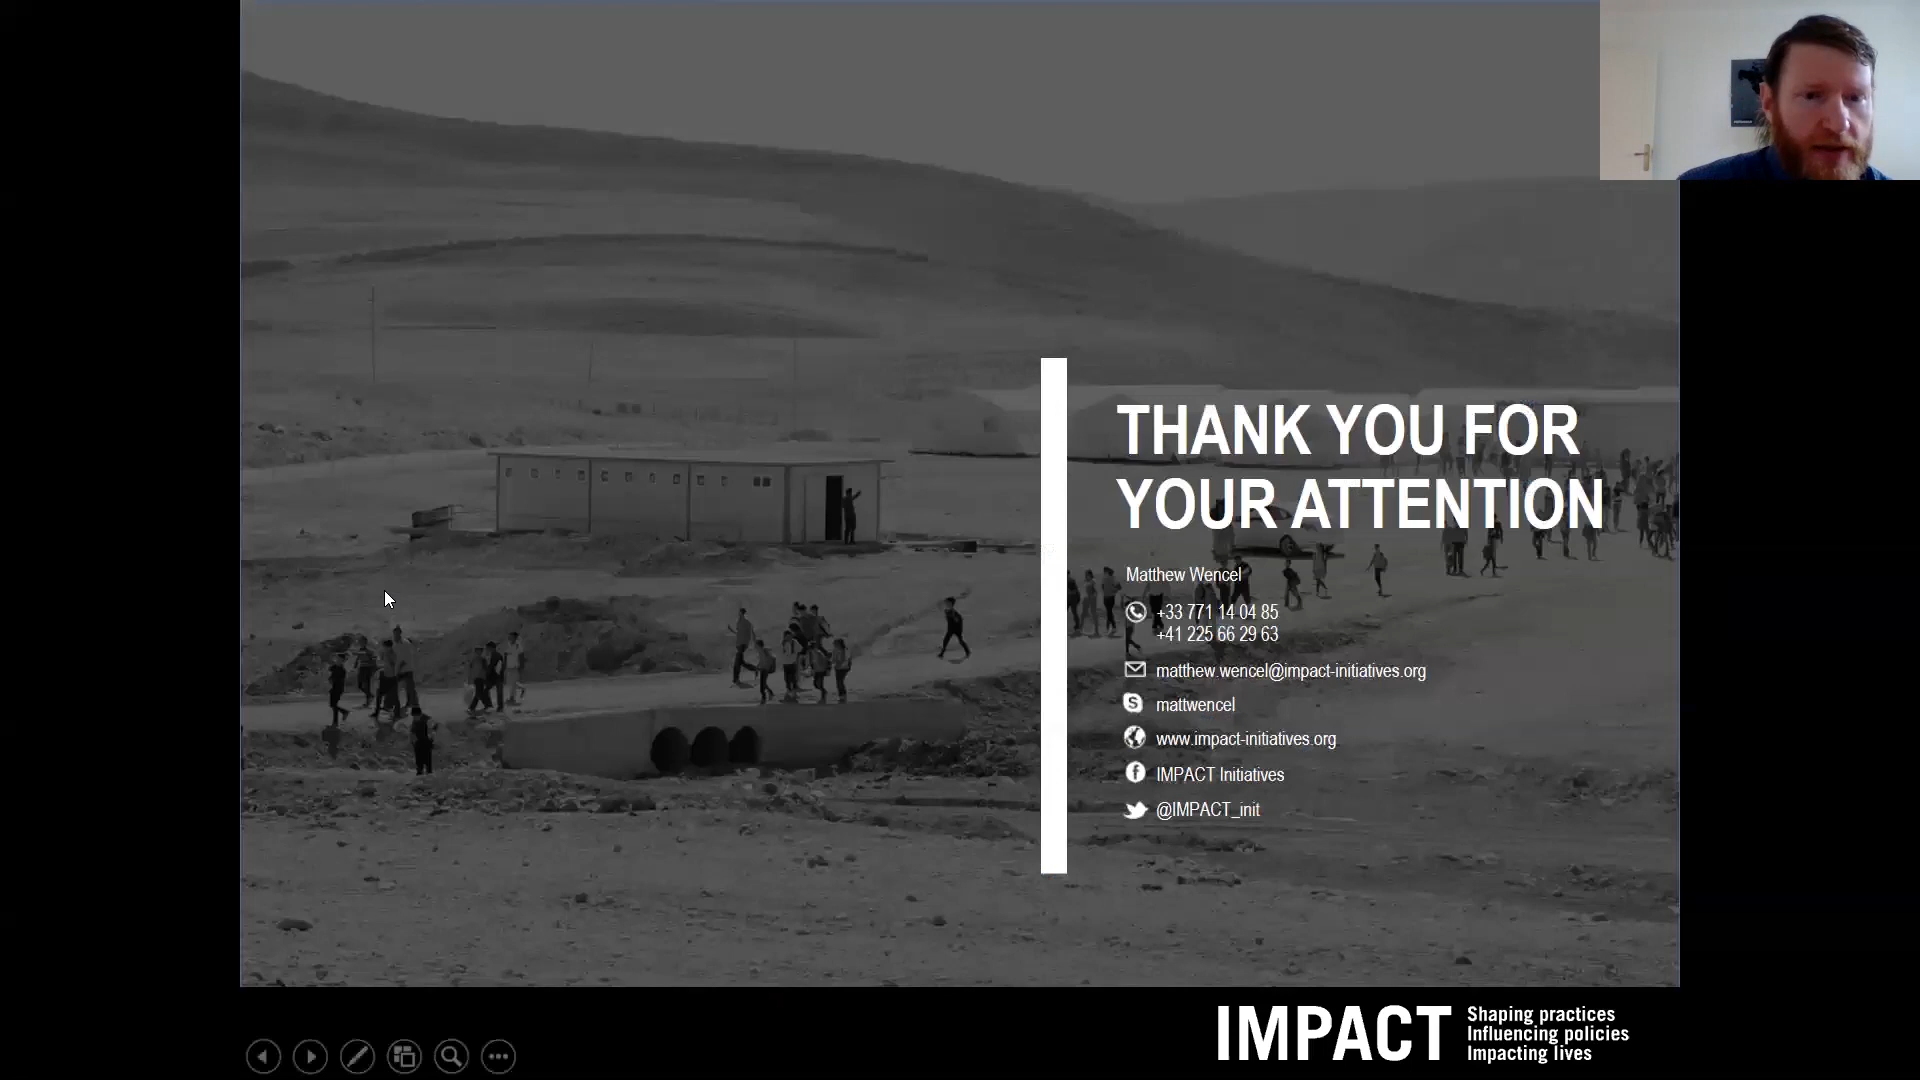 THANK YOU FOR
YOUR ATTENTION
Matthew Wencel
+33 771 14 04 85
+41 225 66 29 63
matthew.wencel@impact-initiatives.org
mattwencel
www.impact-initiatives.org
IMPACT Initiatives
@IMPACT_init
IMPACT
Shaping practices
Influencing policies
Impacting lives